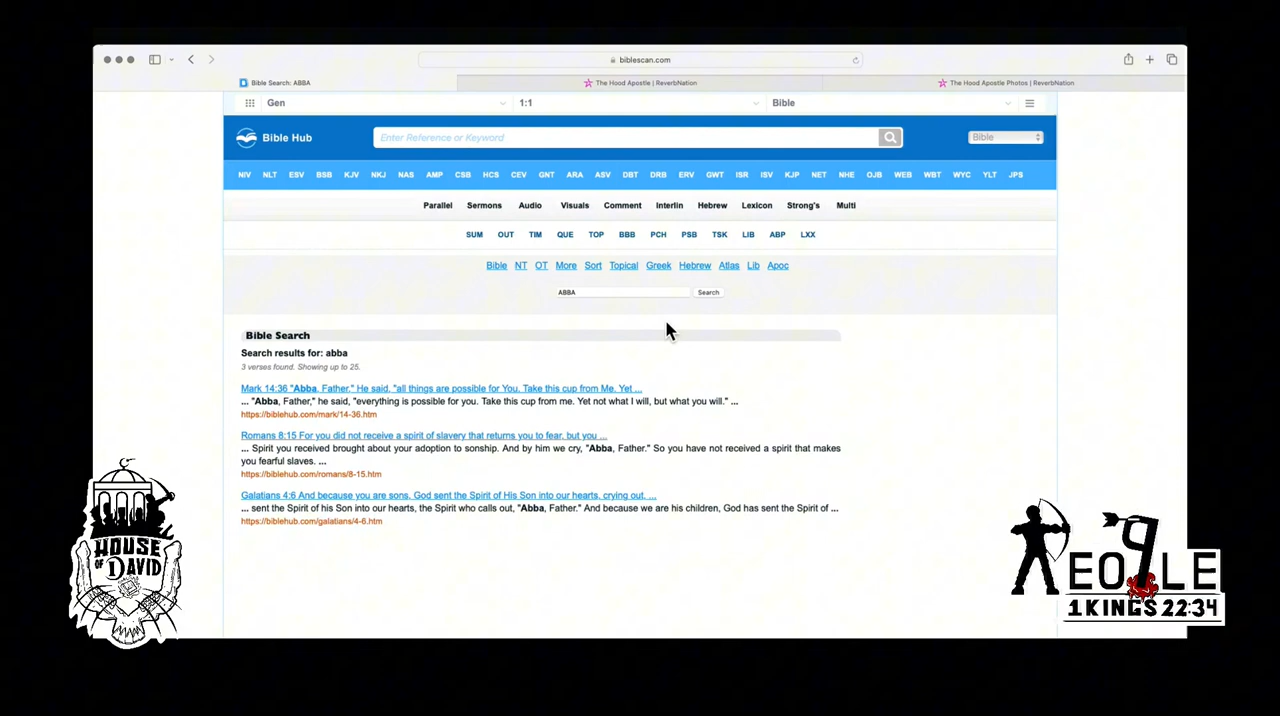 biblescan.com
Bible Search: ABBA
The Hood Apostle | ReverbNation
The Hood Apostle Photos | ReverbNation
Gen 1:1 Bible
Bible Hub Enter Reference or Keyword Bible
NIV NLT ESV BSB KJV NKJ NAS AMP CSB HCS CEV GNT ARA ASV DBT DRB ERV GWT ISR ISV KJP NET NHE OJB WEB WBT WYC YLT JPS
Parallel Sermons Audio Visuals Comment Interlin Hebrew Lexicon Strong's Multi
SUM OUT TIM QUE TOP BBB PCH PSB TSK LIB ABP LXX
Bible NT OT More Sort Topical Greek Hebrew Atlas Lib Apoc
ABBA Search
Bible Search
Search results for: abba
3 verses found. Showing up to 25.
Mark 14:36 "Abba, Father," He said, "all things are possible for You. Take this cup from Me. Yet ...
... "Abba, Father," he said, "everything is possible for you. Take this cup from me. Yet not what I will, but what you will." ...
https://biblehub.com/mark/14-36.htm
Romans 8:15 For you did not receive a spirit of slavery that returns you to fear, but you ...
... Spirit you received brought about your adoption to sonship. And by him we cry, "Abba, Father." So you have not received a spirit that makes
you fearful slaves. ...
https://biblehub.com/romans/8-15.htm
Galatians 4:6 And because you are sons, God sent the Spirit of His Son into our hearts, crying out, ...
... sent the Spirit of his Son into our hearts, the Spirit who calls out, "Abba, Father." And because we are his children, God has sent the Spirit of ...
https://biblehub.com/galatians/4-6.htm
HOUSE
OF DAVID
EOPLE
1 KINGS 22:34